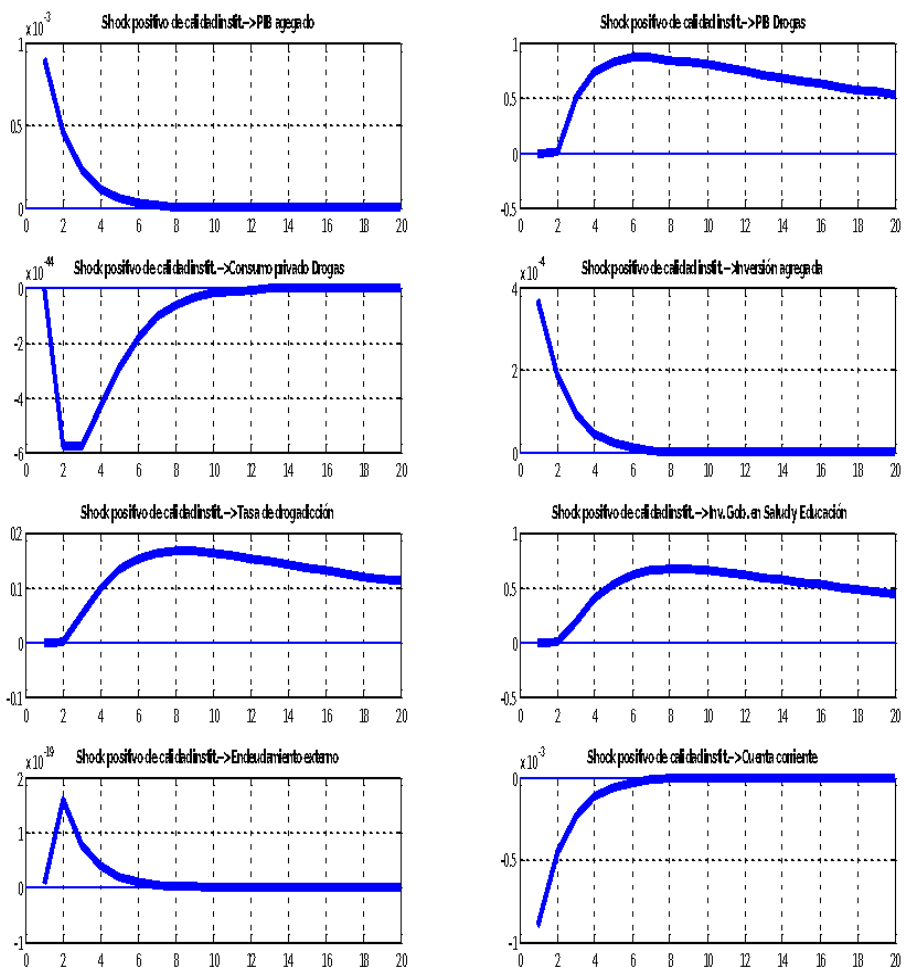 Shock positivo de calidad instit.-->PIB agegado
x 10^-3
1
0.5
0
0 2 4 6 8 10 12 14 16 18 20
Shock positivo de calidad instit.-->PIB Drogas
1
0.5
0
-0.5
0 2 4 6 8 10 12 14 16 18 20
Shock positivo de calidad instit.-->Consumo privado Drogas
x 10^-44
0
-2
-4
-6
0 2 4 6 8 10 12 14 16 18 20
Shock positivo de calidad instit.-->Inversión agregada
x 10^-4
4
2
0
0 2 4 6 8 10 12 14 16 18 20
Shock positivo de calidad instit.-->Tasa de drogadicción
0.2
0.1
0
-0.1
0 2 4 6 8 10 12 14 16 18 20
Shock positivo de calidad instit.-->Inv. Gob. en Salud y Educación
1
0.5
0
-0.5
0 2 4 6 8 10 12 14 16 18 20
Shock positivo de calidad instit.-->Endeudamiento externo
x 10^-19
2
1
0
-1
0 2 4 6 8 10 12 14 16 18 20
Shock positivo de calidad instit.-->Cuenta corriente
x 10^-3
0
-0.5
-1
0 2 4 6 8 10 12 14 16 18 20